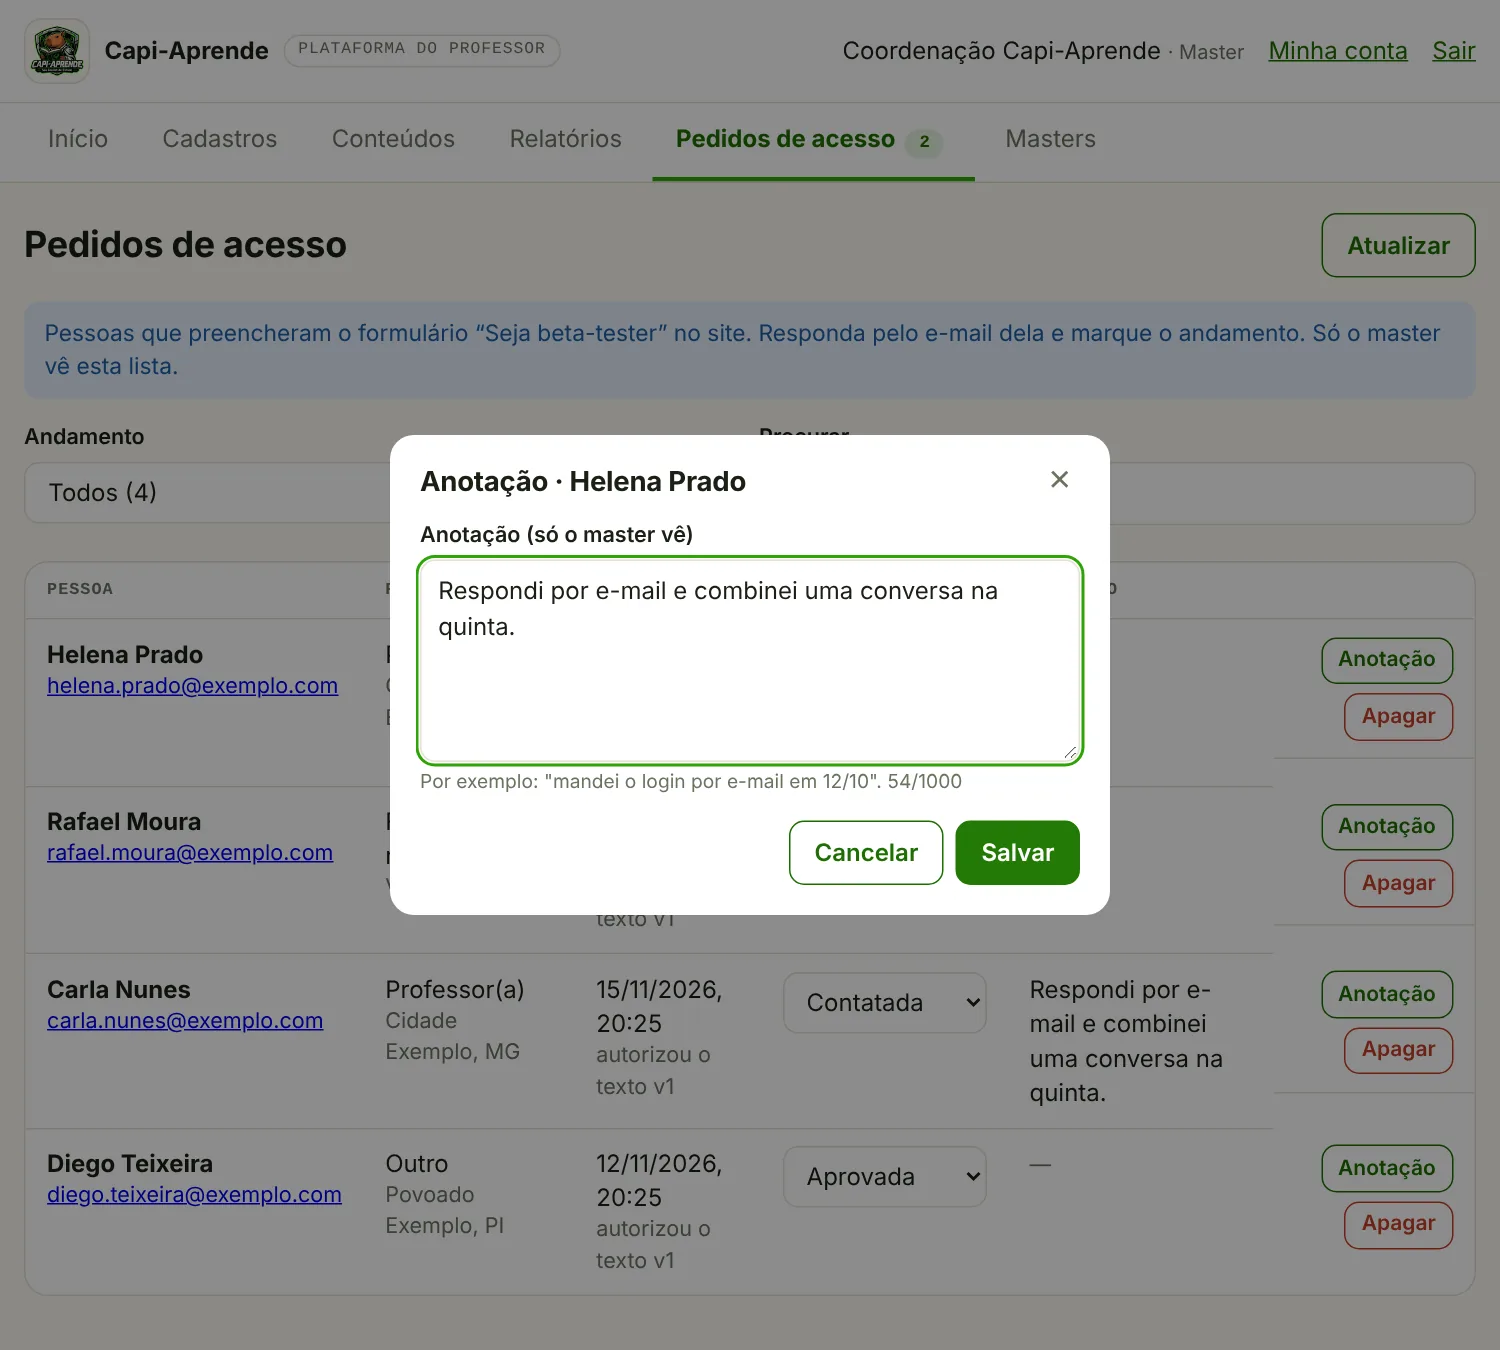 CAPI-APRENDE
Capi-Aprende
PLATAFORMA DO PROFESSOR
Coordenação Capi-Aprende · Master
Minha conta
Sair
Início
Cadastros
Conteúdos
Relatórios
Pedidos de acesso 2
Masters
Pedidos de acesso
Atualizar
Pessoas que preencheram o formulário “Seja beta-tester” no site. Responda pelo e-mail dela e marque o andamento. Só o master
vê esta lista.
Andamento
Procurar
Todos (4)
Anotação · Helena Prado
Anotação (só o master vê)
Respondi por e-mail e combinei uma conversa na
quinta.
Por exemplo: "mandei o login por e-mail em 12/10". 54/1000
Cancelar
Salvar
PESSOA
Helena Prado
helena.prado@exemplo.com
Anotação
Apagar
Rafael Moura
rafael.moura@exemplo.com
texto v1
Anotação
Apagar
Carla Nunes
carla.nunes@exemplo.com
Professor(a)
Cidade
Exemplo, MG
15/11/2026,
20:25
autorizou o
texto v1
Contatada
Respondi por e-
mail e combinei
uma conversa na
quinta.
Anotação
Apagar
Diego Teixeira
diego.teixeira@exemplo.com
Outro
Povoado
Exemplo, PI
12/11/2026,
20:25
autorizou o
texto v1
Aprovada
—
Anotação
Apagar